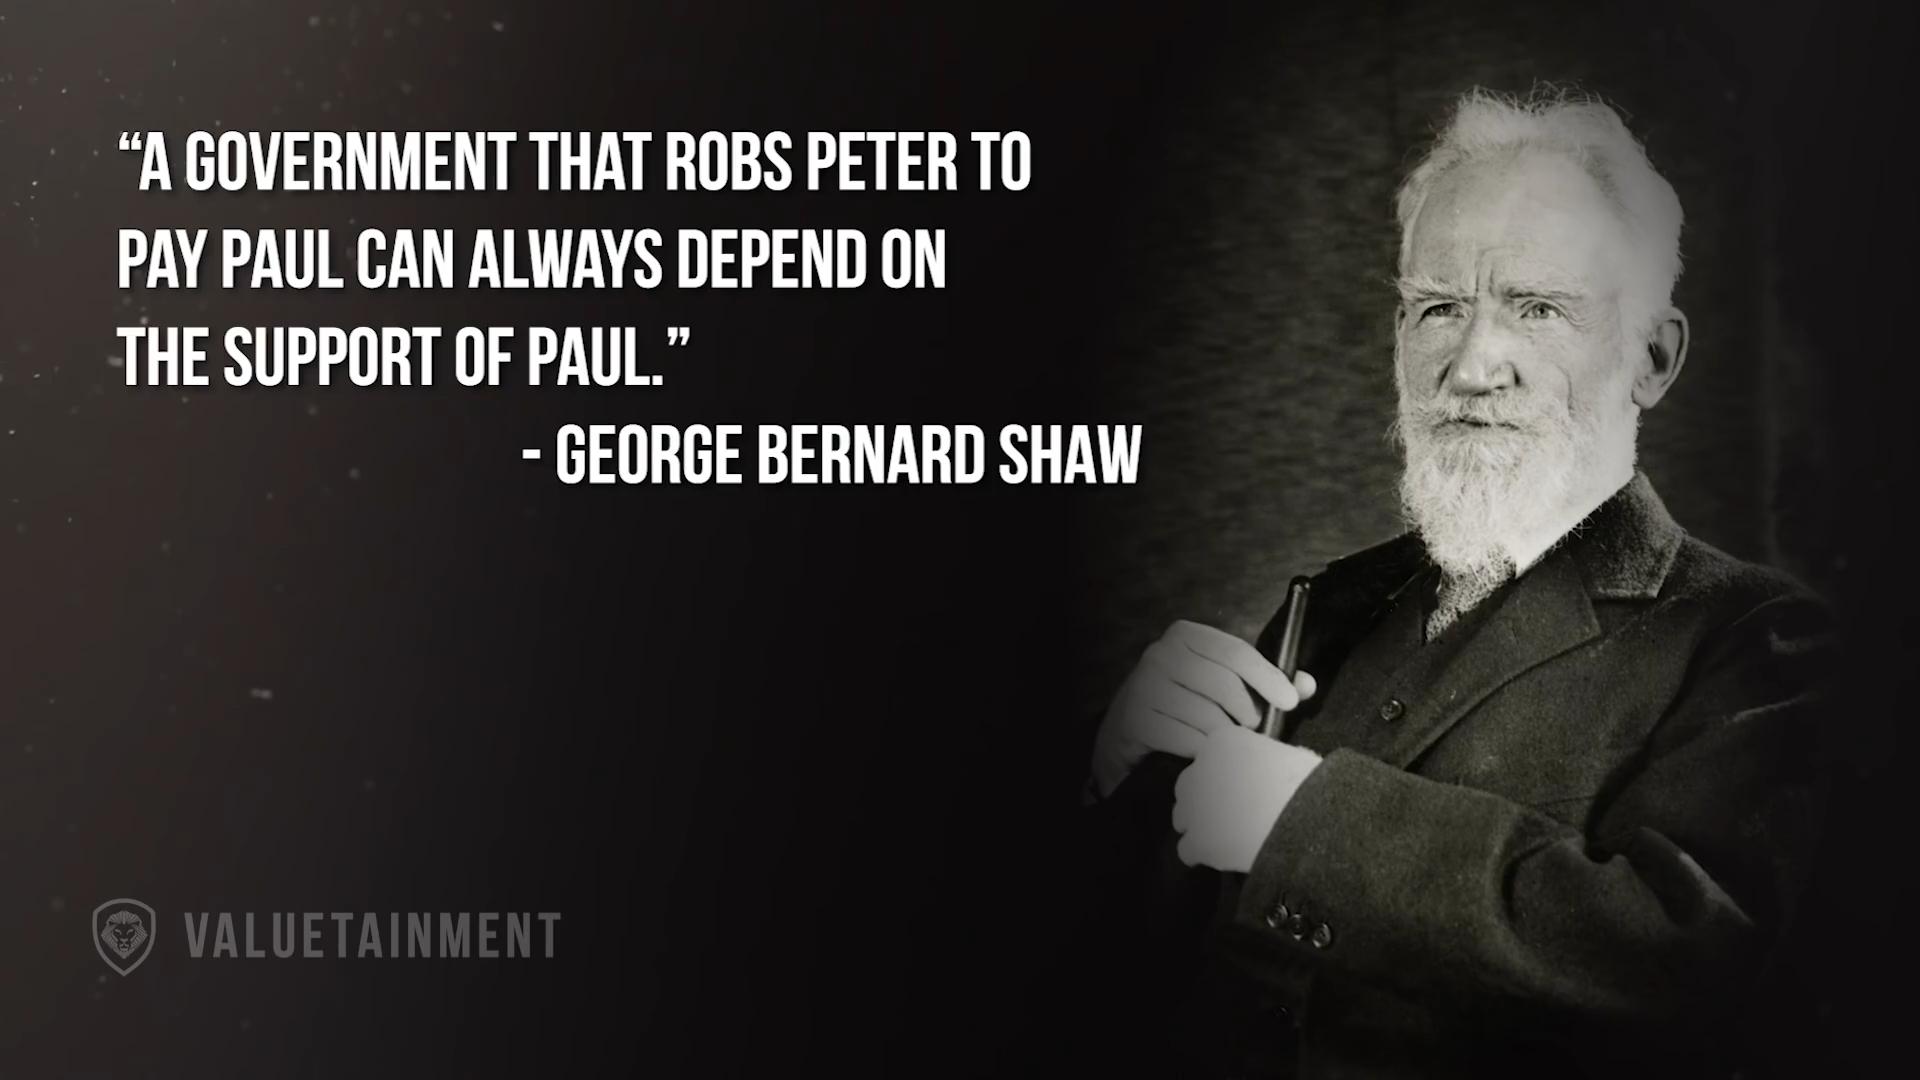 “A GOVERNMENT THAT ROBS PETER TO
PAY PAUL CAN ALWAYS DEPEND ON
THE SUPPORT OF PAUL.”
- GEORGE BERNARD SHAW
VALUETAINMENT